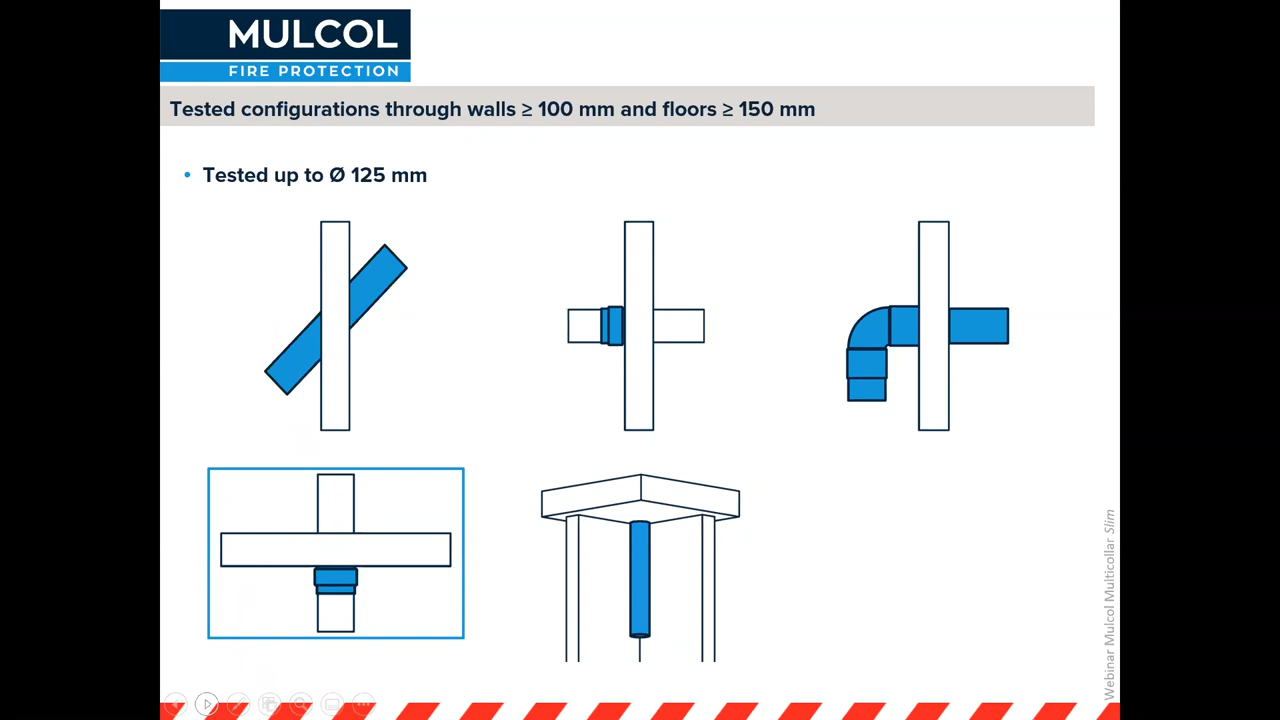 MULCOL
FIRE PROTECTION
Tested configurations through walls ≥ 100 mm and floors ≥ 150 mm
• Tested up to Ø 125 mm
Webinar Mulcol Multicollar Slim